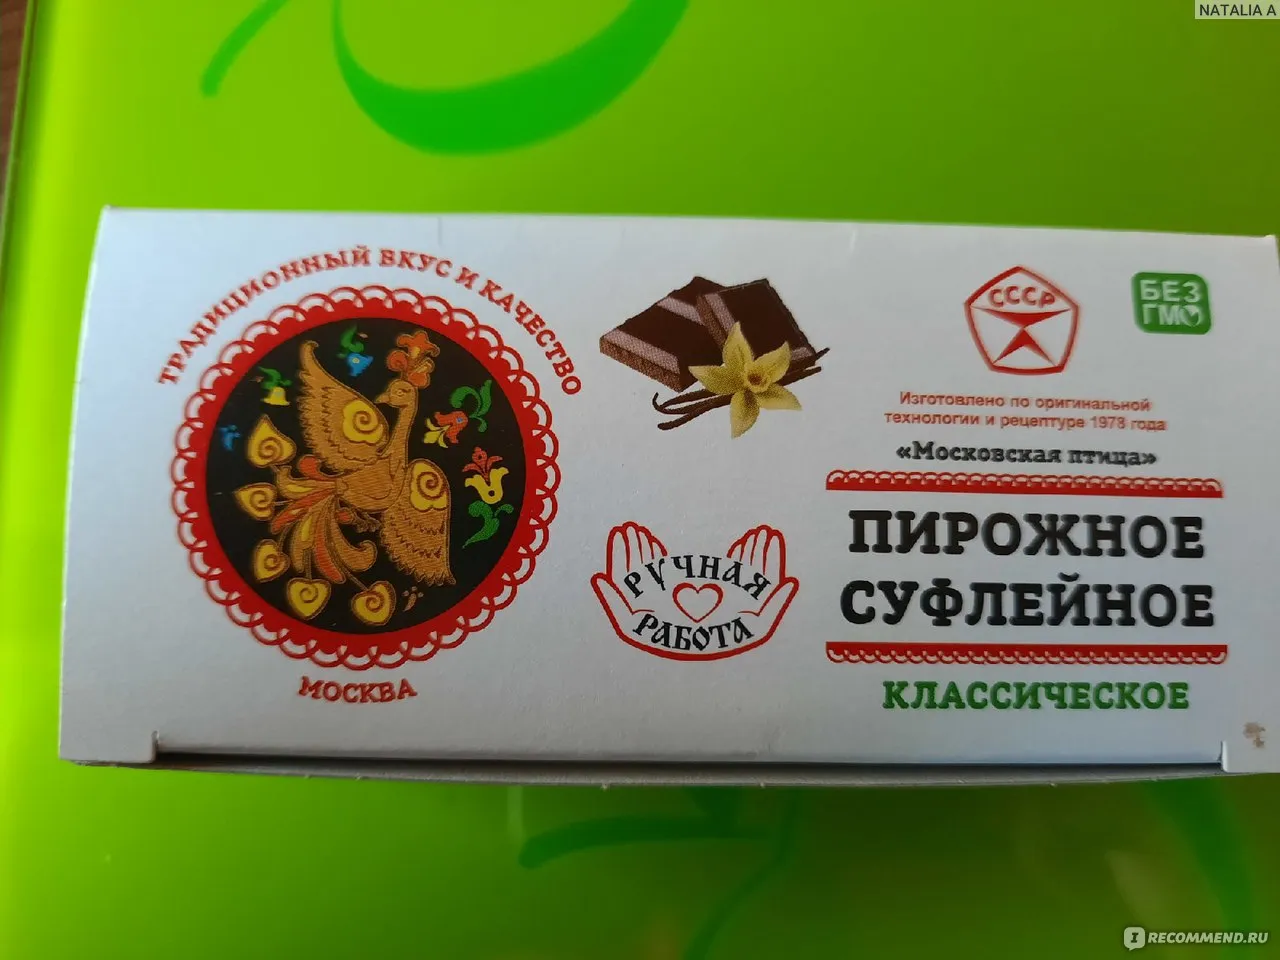 NATALIA A
ТРАДИЦИОННЫЙ ВКУС И КАЧЕСТВО
МОСКВА
РУЧНАЯ
РАБОТА
СССР
БЕЗ
ГМО
Изготовлено по оригинальной
технологии и рецептуре 1978 года
«Московская птица»
ПИРОЖНОЕ
СУФЛЕЙНОЕ
КЛАССИЧЕСКОЕ
IRECOMMEND.RU